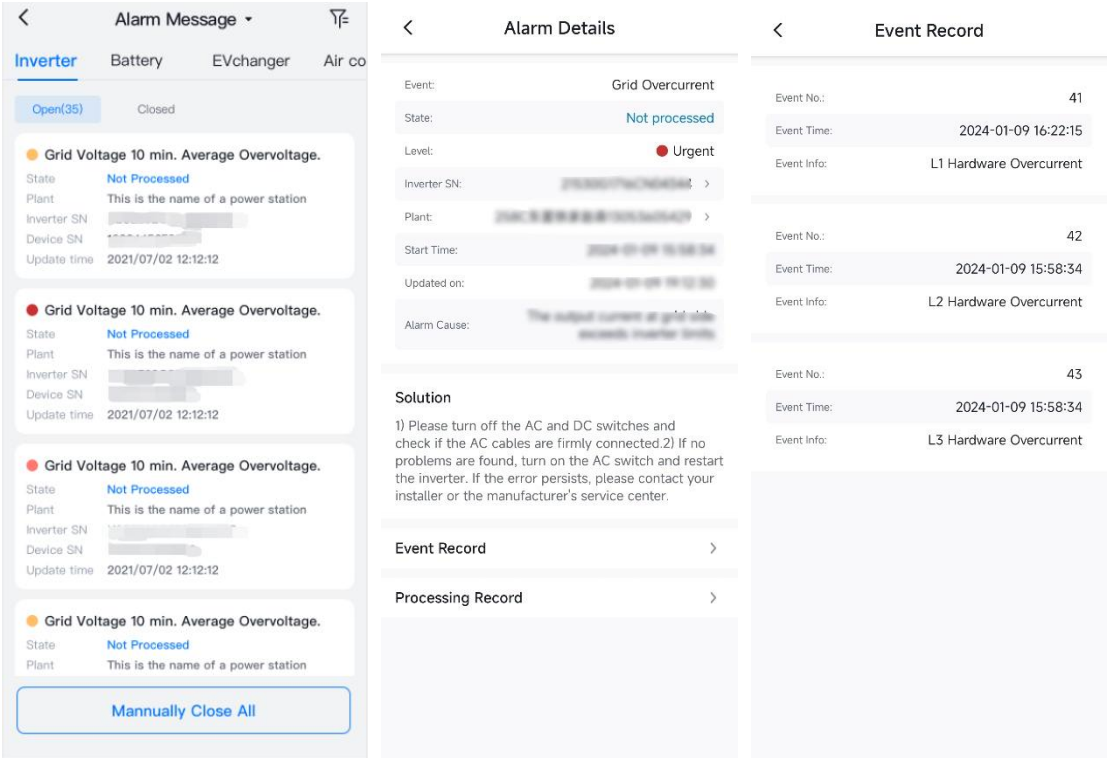 Alarm Message
Inverter Battery EVchanger Air co
Open(35) Closed
Grid Voltage 10 min. Average Overvoltage.
State Not Processed
Plant This is the name of a power station
Inverter SN
Device SN
Update time 2021/07/02 12:12:12
Grid Voltage 10 min. Average Overvoltage.
State Not Processed
Plant This is the name of a power station
Inverter SN
Device SN
Update time 2021/07/02 12:12:12
Grid Voltage 10 min. Average Overvoltage.
State Not Processed
Plant This is the name of a power station
Inverter SN
Device SN
Update time 2021/07/02 12:12:12
Grid Voltage 10 min. Average Overvoltage.
State Not Processed
Plant This is the name of a power station
Mannually Close All
Alarm Details
Event: Grid Overcurrent
State: Not processed
Level: Urgent
Inverter SN:
Plant:
Start Time:
Updated on:
Alarm Cause: The output current at grid side
exceeds inverter limits
Solution
1) Please turn off the AC and DC switches and
check if the AC cables are firmly connected.2) If no
problems are found, turn on the AC switch and restart
the inverter. If the error persists, please contact your
installer or the manufacturer's service center.
Event Record
Processing Record
Event Record
Event No.: 41
Event Time: 2024-01-09 16:22:15
Event Info: L1 Hardware Overcurrent
Event No.: 42
Event Time: 2024-01-09 15:58:34
Event Info: L2 Hardware Overcurrent
Event No.: 43
Event Time: 2024-01-09 15:58:34
Event Info: L3 Hardware Overcurrent